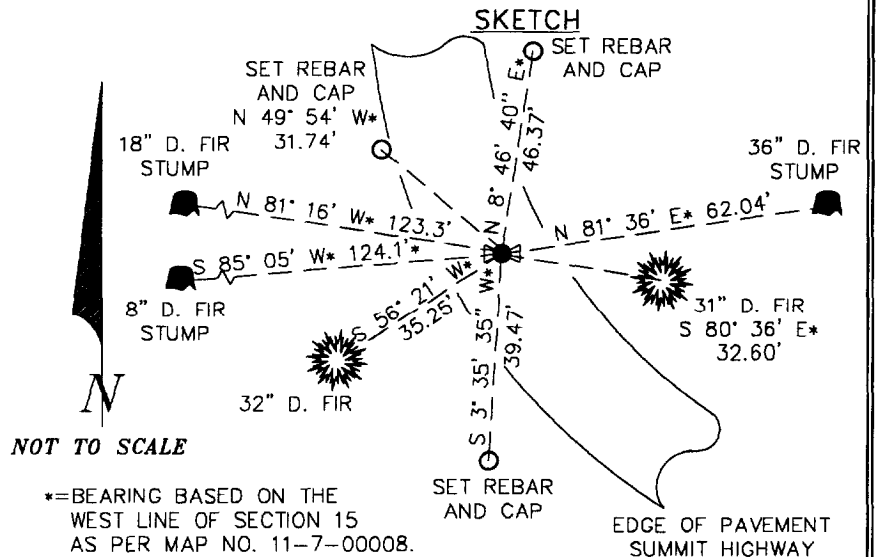 SKETCH
SET REBAR
AND CAP
SET REBAR
AND CAP
N 49° 54' W*
31.74'
18" D. FIR
STUMP
N 8° 46' 40" E*
46.37'
36" D. FIR
STUMP
N 81° 16' W* 123.3'
N 81° 36' E* 62.04'
S 85° 05' W* 124.1'*
8" D. FIR
STUMP
S 56° 21' W*
35.25'
31" D. FIR
S 80° 36' E*
32.60'
S 3° 35' 35" W*
39.47'
32" D. FIR
N
NOT TO SCALE
SET REBAR
AND CAP
*=BEARING BASED ON THE
WEST LINE OF SECTION 15
AS PER MAP NO. 11-7-00008.
EDGE OF PAVEMENT
SUMMIT HIGHWAY